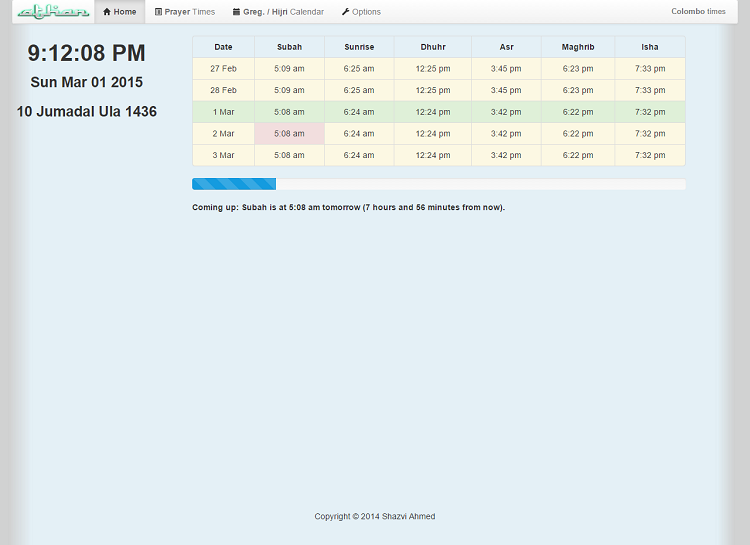 athan
Home Prayer Times Greg. / Hijri Calendar Options Colombo times
9:12:08 PM
Sun Mar 01 2015
10 Jumadal Ula 1436
Date Subah Sunrise Dhuhr Asr Maghrib Isha
27 Feb 5:09 am 6:25 am 12:25 pm 3:45 pm 6:23 pm 7:33 pm
28 Feb 5:09 am 6:25 am 12:25 pm 3:44 pm 6:23 pm 7:33 pm
1 Mar 5:08 am 6:24 am 12:24 pm 3:42 pm 6:22 pm 7:32 pm
2 Mar 5:08 am 6:24 am 12:24 pm 3:42 pm 6:22 pm 7:32 pm
3 Mar 5:08 am 6:24 am 12:24 pm 3:42 pm 6:22 pm 7:32 pm
Coming up: Subah is at 5:08 am tomorrow (7 hours and 56 minutes from now).
Copyright © 2014 Shazvi Ahmed